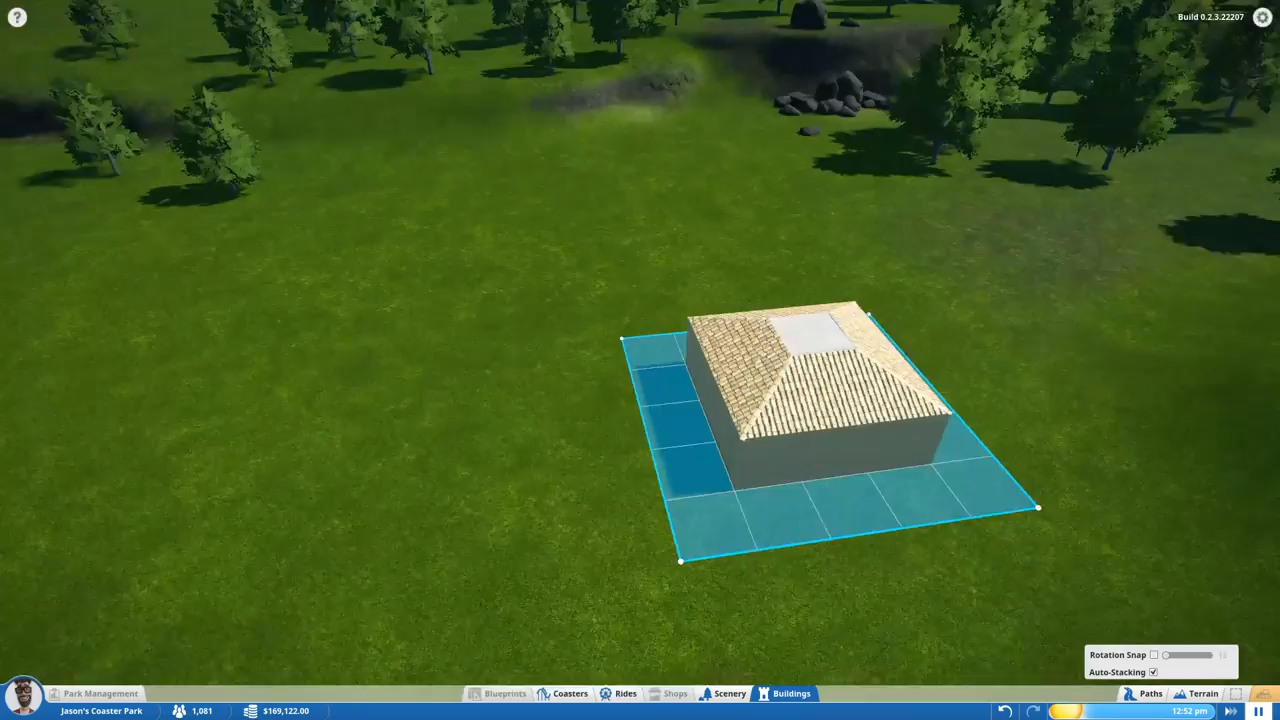 Build 0.2.3.22207
Rotation Snap
Auto-Stacking
Park Management
Blueprints
Coasters
Rides
Shops
Scenery
Buildings
Paths
Terrain
Jason's Coaster Park
1,081
$169,122.00
12:52 pm